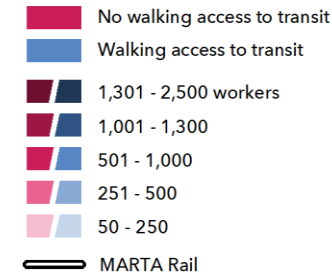 No walking access to transit
Walking access to transit
1,301 - 2,500 workers
1,001 - 1,300
501 - 1,000
251 - 500
50 - 250
MARTA Rail